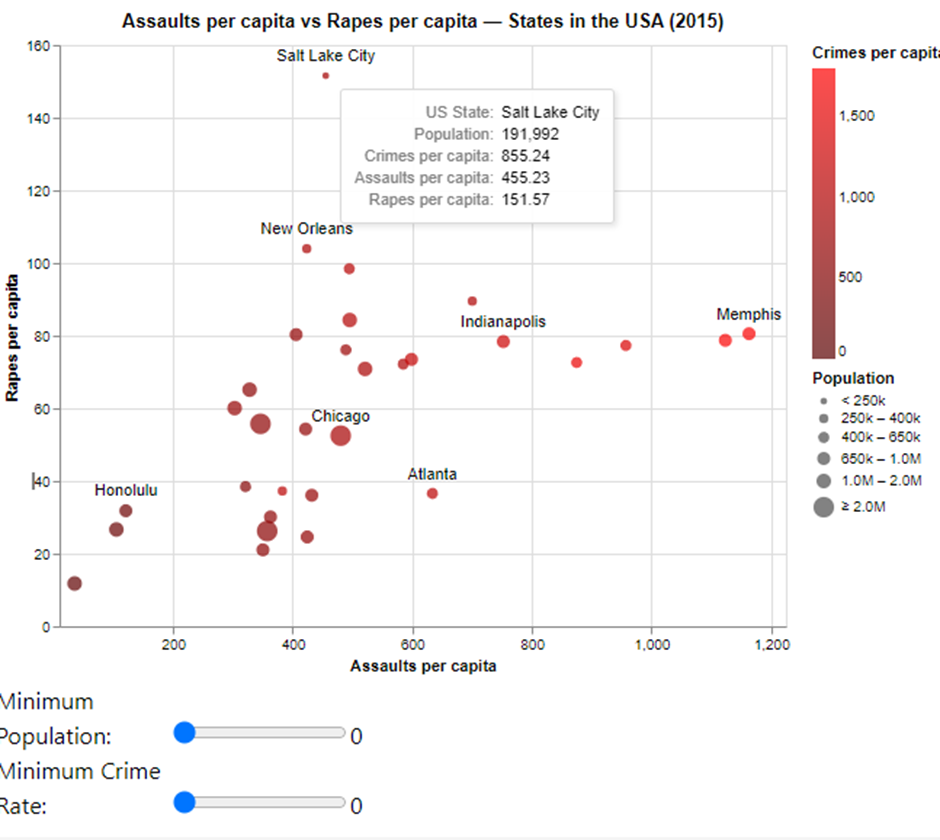 Assaults per capita vs Rapes per capita — States in the USA (2015)
160
140
120
100
80
60
40
20
0
Rapes per capita
Salt Lake City
US State: Salt Lake City
Population: 191,992
Crimes per capita: 855.24
Assaults per capita: 455.23
Rapes per capita: 151.57
New Orleans
Indianapolis
Memphis
Chicago
Atlanta
Honolulu
200
400
600
800
1,000
1,200
Assaults per capita
Crimes per capita
1,500
1,000
500
0
Population
< 250k
250k – 400k
400k – 650k
650k – 1.0M
1.0M – 2.0M
≥ 2.0M
Minimum
Population: 0
Minimum Crime
Rate: 0